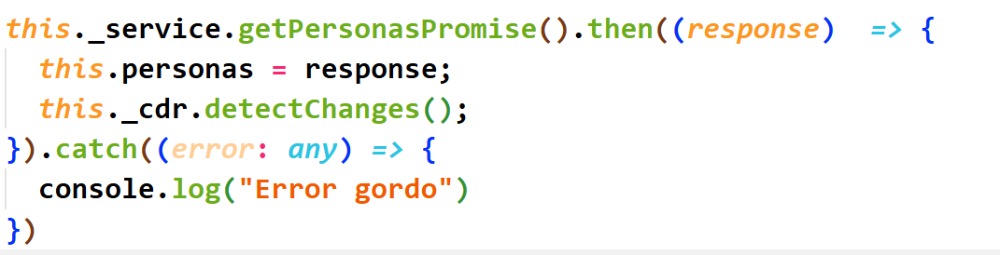 this._service.getPersonasPromise().then((response)  => {
  this.personas = response;
  this._cdr.detectChanges();
}).catch((error: any) => {
  console.log("Error gordo")
})